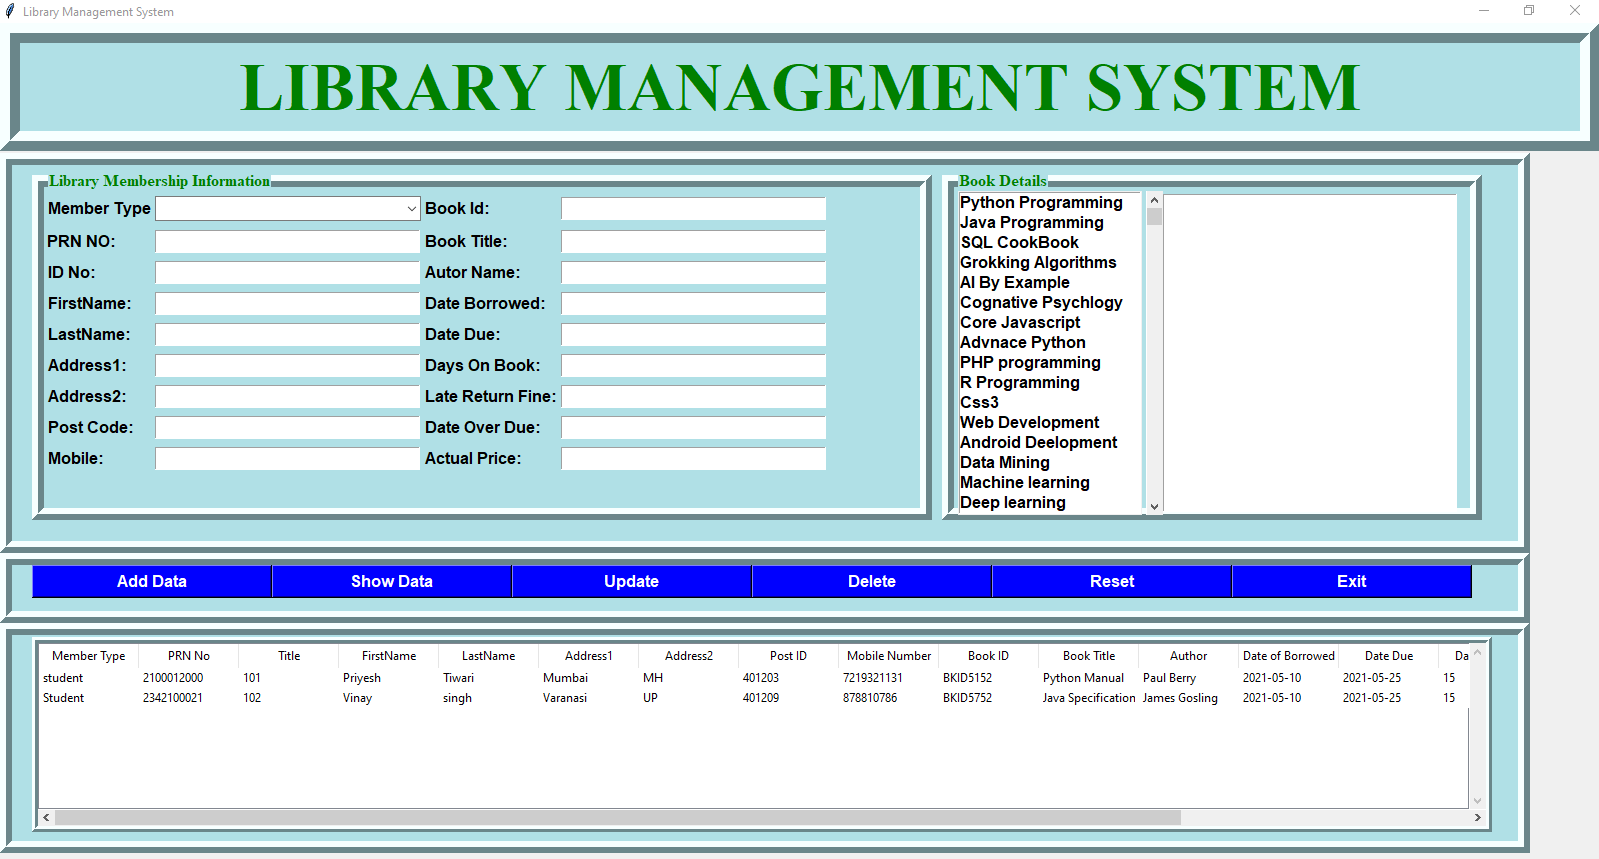 Library Management System
LIBRARY MANAGEMENT SYSTEM
Library Membership Information
Member Type
Book Id:
PRN NO:
Book Title:
ID No:
Autor Name:
FirstName:
Date Borrowed:
LastName:
Date Due:
Address1:
Days On Book:
Address2:
Late Return Fine:
Post Code:
Date Over Due:
Mobile:
Actual Price:
Book Details
Python Programming
Java Programming
SQL CookBook
Grokking Algorithms
AI By Example
Cognative Psychlogy
Core Javascript
Advnace Python
PHP programming
R Programming
Css3
Web Development
Android Deelopment
Data Mining
Machine learning
Deep learning
Add Data Show Data Update Delete Reset Exit
Member Type PRN No Title FirstName LastName Address1 Address2 Post ID Mobile Number Book ID Book Title Author Date of Borrowed Date Due Da
student 2100012000 101 Priyesh Tiwari Mumbai MH 401203 7219321131 BKID5152 Python Manual Paul Berry 2021-05-10 2021-05-25 15
Student 2342100021 102 Vinay singh Varanasi UP 401209 878810786 BKID5752 Java Specification James Gosling 2021-05-10 2021-05-25 15